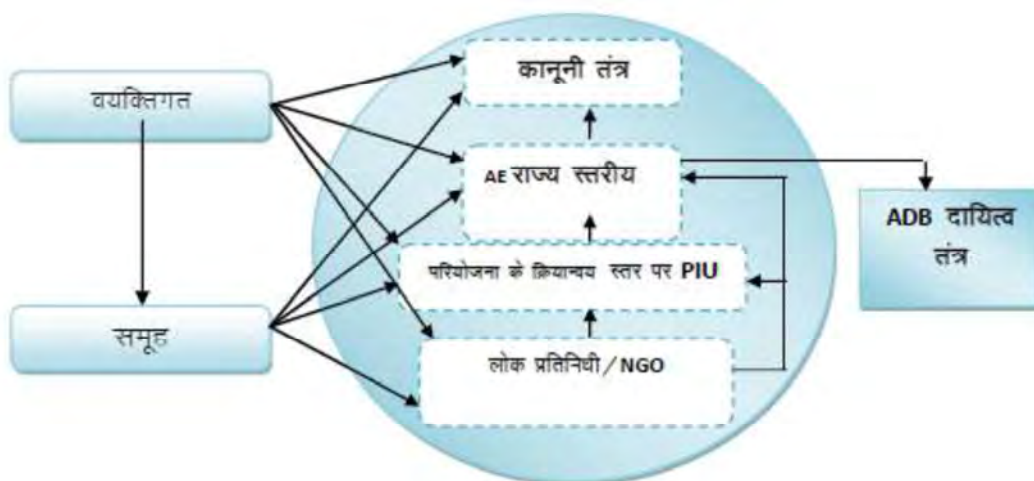 वयक्तिगत
समूह
कानूनी तंत्र
AE राज्य स्तरीय
परियोजना के क्रियान्वय स्तर पर PIU
लोक प्रतिनिधी/NGO
ADB दायित्व
तंत्र